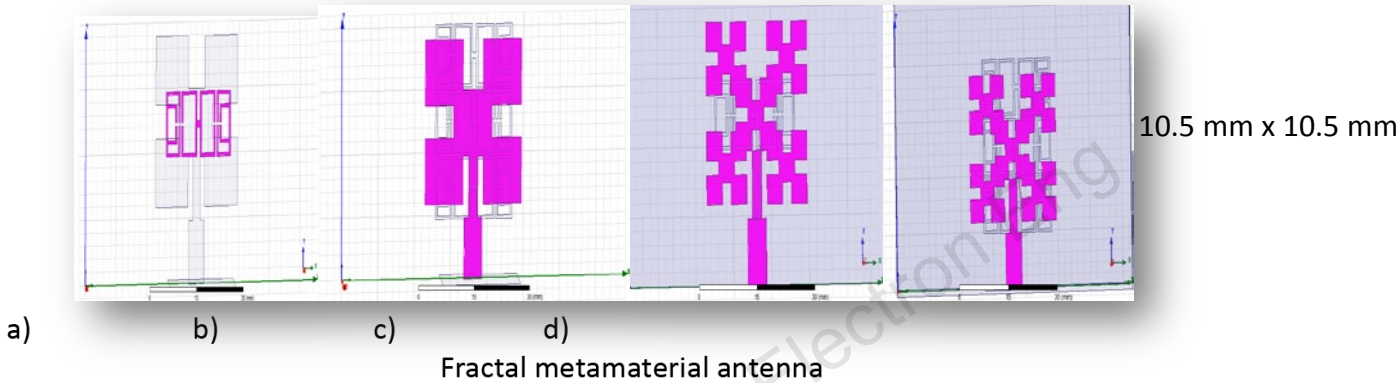 10.5 mm x 10.5 mm
a) b) c) d)
Fractal metamaterial antenna